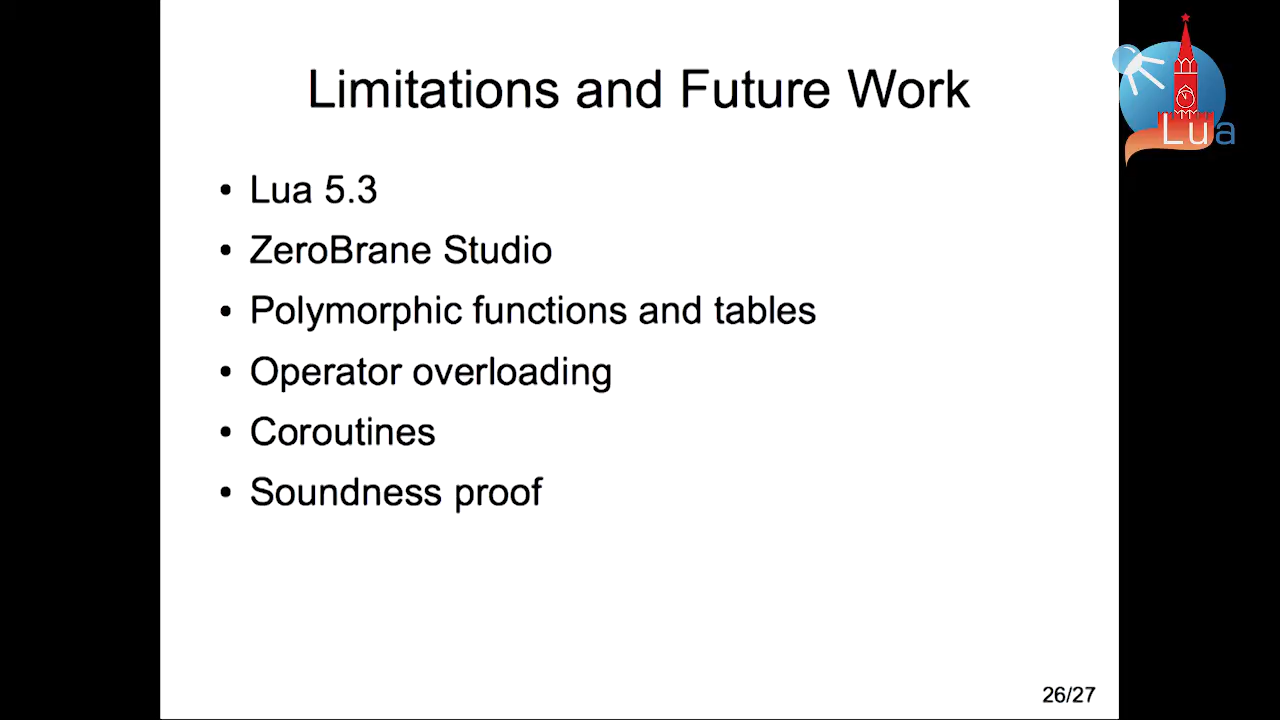 Limitations and Future Work
Lua
• Lua 5.3
• ZeroBrane Studio
• Polymorphic functions and tables
• Operator overloading
• Coroutines
• Soundness proof
26/27